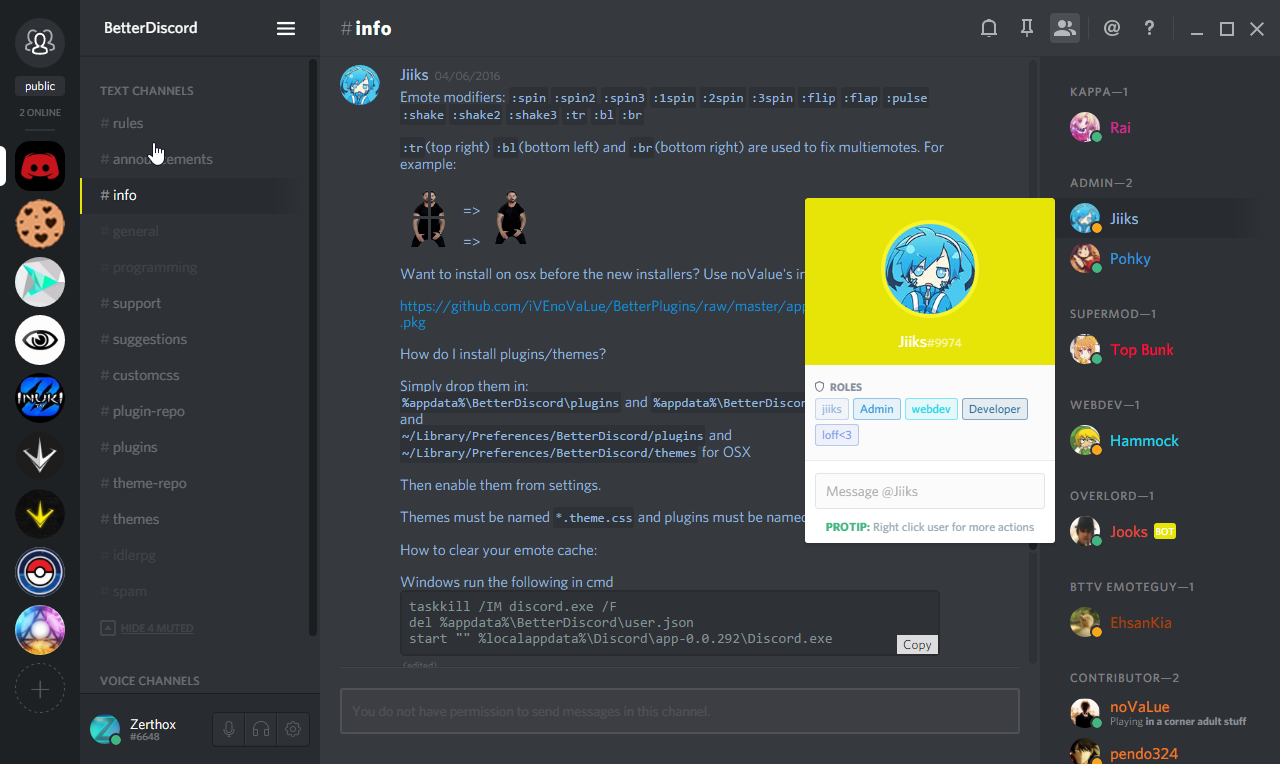 public
2 ONLINE
INUKI
BetterDiscord
TEXT CHANNELS
# rules
# announcements
# info
# general
# programming
# support
# suggestions
# customcss
# plugin-repo
# plugins
# theme-repo
# themes
# idlerpg
# spam
HIDE 4 MUTED
VOICE CHANNELS
Zerthox
#6648
#info
@ ?
Jiiks 04/06/2016
Emote modifiers: :spin :spin2 :spin3 :1spin :2spin :3spin :flip :flap :pulse
:shake :shake2 :shake3 :tr :bl :br
:tr(top right) :bl(bottom left) and :br(bottom right) are used to fix multiemotes. For
example:
=>
=>
Want to install on osx before the new installers? Use noValue's in
https://github.com/iVEnoVaLue/BetterPlugins/raw/master/app
.pkg
How do I install plugins/themes?
Simply drop them in:
%appdata%\BetterDiscord\plugins and %appdata%\BetterDiscor
and
~/Library/Preferences/BetterDiscord/plugins and
~/Library/Preferences/BetterDiscord/themes for OSX
Then enable them from settings.
Themes must be named *.theme.css and plugins must be named
How to clear your emote cache:
Windows run the following in cmd
taskkill /IM discord.exe /F
del %appdata%\BetterDiscord\user.json
start "" %localappdata%\Discord\app-0.0.292\Discord.exe
Copy
(edited)
You do not have permission to send messages in this channel.
Jiiks#9974
ROLES
jiiks Admin webdev Developer
loff<3
Message @Jiiks
PROTIP: Right click user for more actions
KAPPA—1
Rai
ADMIN—2
Jiiks
Pohky
SUPERMOD—1
Top Bunk
WEBDEV—1
Hammock
OVERLORD—1
Jooks BOT
BTTV EMOTEGUY—1
EhsanKia
CONTRIBUTOR—2
noVaLue
Playing in a corner adult stuff
pendo324